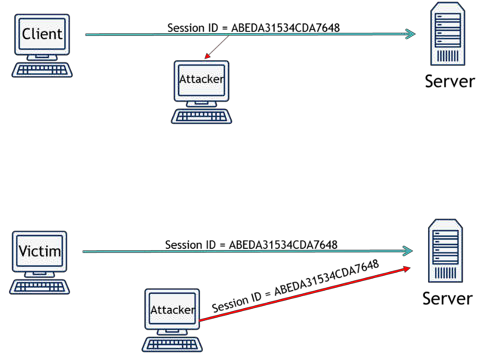 Client
Session ID = ABEDA31534CDA7648
Attacker
Server
Victim
Session ID = ABEDA31534CDA7648
Session ID = ABEDA31534CDA7648
Attacker
Server